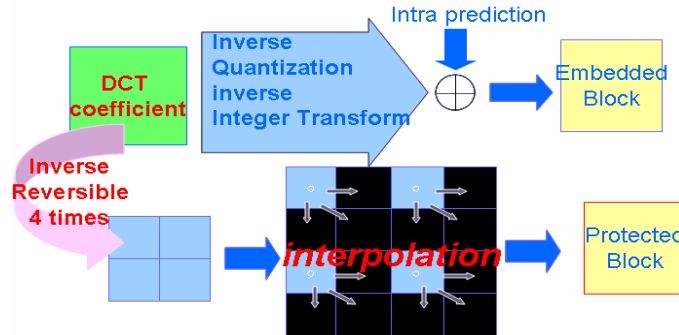 Intra prediction
Inverse
Quantization
inverse
Integer Transform
DCT
coefficient
Embedded
Block
Inverse
Reversible
4 times
interpolation
Protected
Block